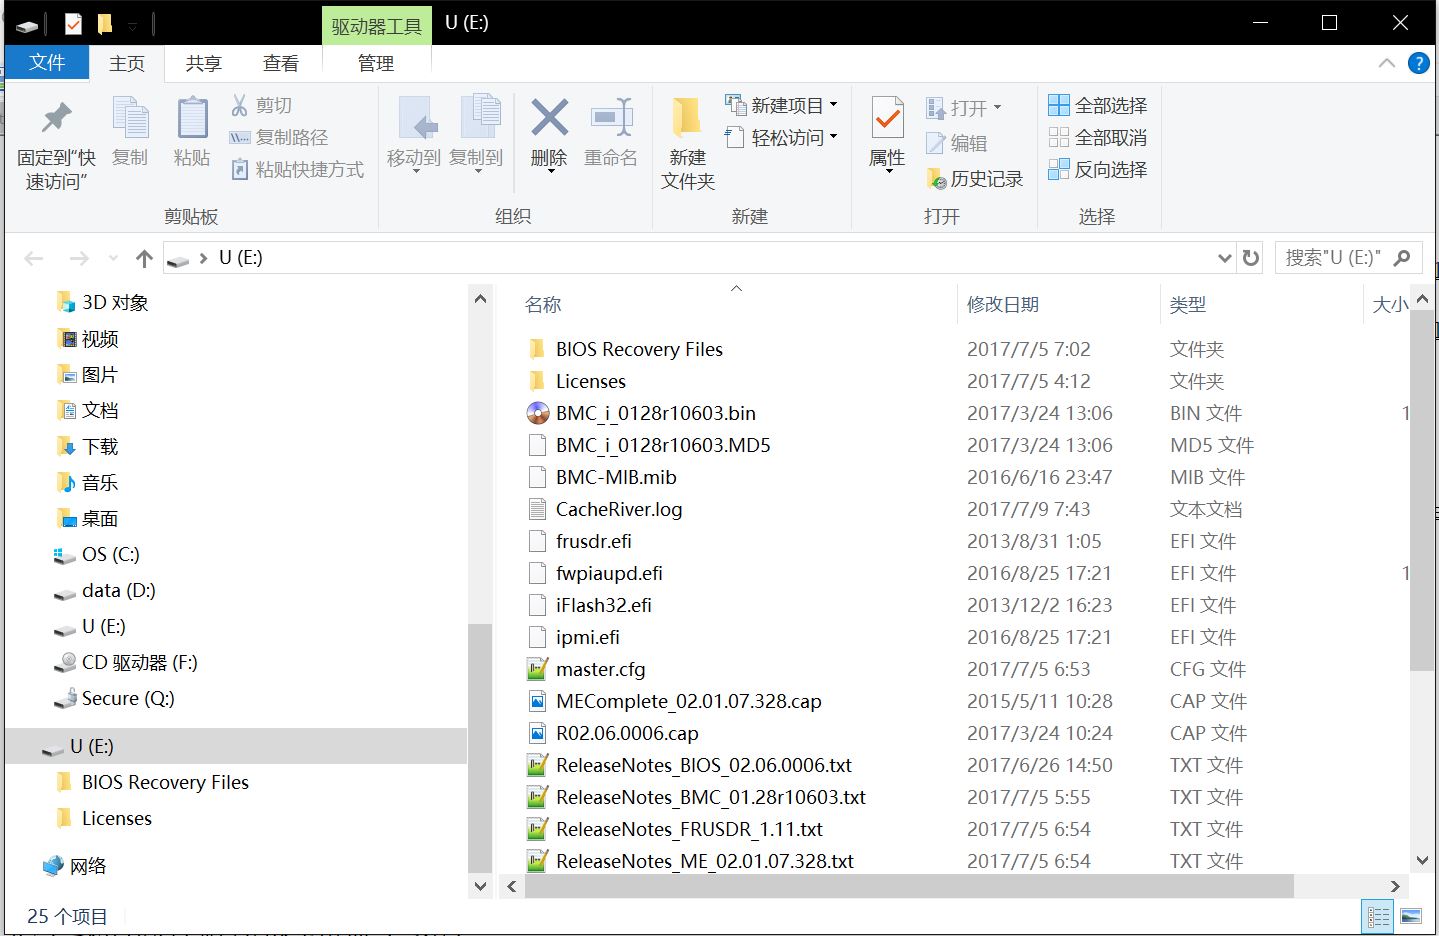 驱动器工具
U (E:)
文件
主页
共享
查看
管理
固定到“快
速访问”
复制
粘贴
剪切
复制路径
粘贴快捷方式
剪贴板
移动到
复制到
删除
重命名
组织
新建
文件夹
新建项目
轻松访问
新建
属性
打开
编辑
历史记录
打开
全部选择
全部取消
反向选择
选择
U (E:)
搜索"U (E:)"
3D 对象
视频
图片
文档
下载
音乐
桌面
OS (C:)
data (D:)
U (E:)
CD 驱动器 (F:)
Secure (Q:)
U (E:)
BIOS Recovery Files
Licenses
网络
名称 修改日期 类型 大小
BIOS Recovery Files 2017/7/5 7:02 文件夹
Licenses 2017/7/5 4:12 文件夹
BMC_i_0128r10603.bin 2017/3/24 13:06 BIN 文件 1
BMC_i_0128r10603.MD5 2017/3/24 13:06 MD5 文件
BMC-MIB.mib 2016/6/16 23:47 MIB 文件
CacheRiver.log 2017/7/9 7:43 文本文档
frusdr.efi 2013/8/31 1:05 EFI 文件
fwpiaupd.efi 2016/8/25 17:21 EFI 文件 1
iFlash32.efi 2013/12/2 16:23 EFI 文件
ipmi.efi 2016/8/25 17:21 EFI 文件
master.cfg 2017/7/5 6:53 CFG 文件
MEComplete_02.01.07.328.cap 2015/5/11 10:28 CAP 文件
R02.06.0006.cap 2017/3/24 10:24 CAP 文件
ReleaseNotes_BIOS_02.06.0006.txt 2017/6/26 14:50 TXT 文件
ReleaseNotes_BMC_01.28r10603.txt 2017/7/5 5:55 TXT 文件
ReleaseNotes_FRUSDR_1.11.txt 2017/7/5 6:54 TXT 文件
ReleaseNotes_ME_02.01.07.328.txt 2017/7/5 6:54 TXT 文件
25 个项目